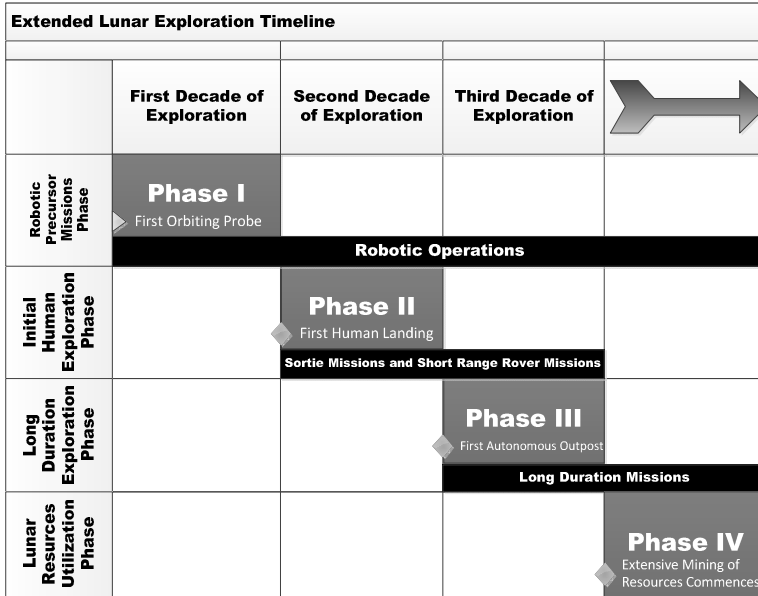 Extended Lunar Exploration Timeline
First Decade of
Exploration
Second Decade
of Exploration
Third Decade of
Exploration
Robotic
Precursor
Missions
Phase
Phase I
First Orbiting Probe
Robotic Operations
Initial
Human
Exploration
Phase
Phase II
First Human Landing
Sortie Missions and Short Range Rover Missions
Long
Duration
Exploration
Phase
Phase III
First Autonomous Outpost
Long Duration Missions
Lunar
Resurces
Utilization
Phase
Phase IV
Extensive Mining of
Resources Commences